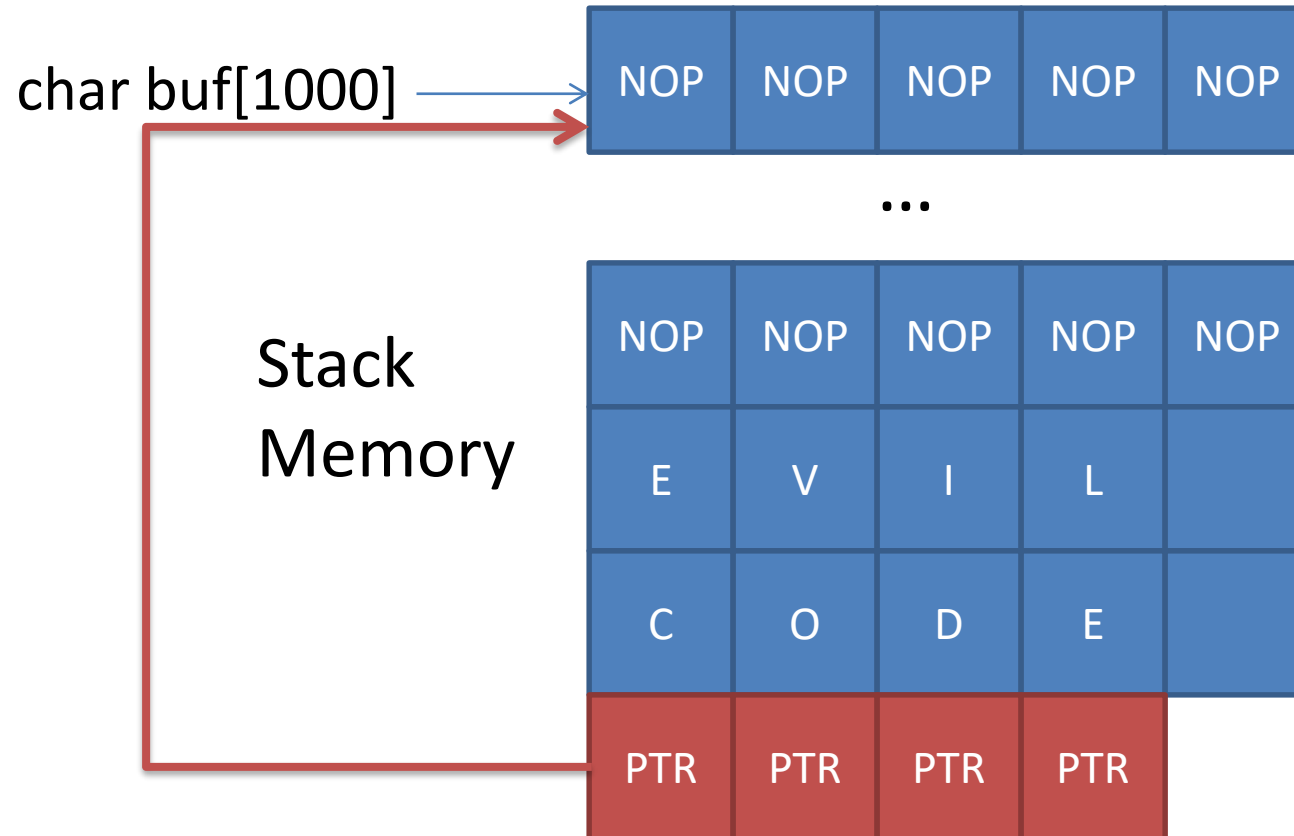 char buf[1000]
NOP NOP NOP NOP NOP
...
Stack
Memory
NOP NOP NOP NOP NOP
E V I L
C O D E
PTR PTR PTR PTR